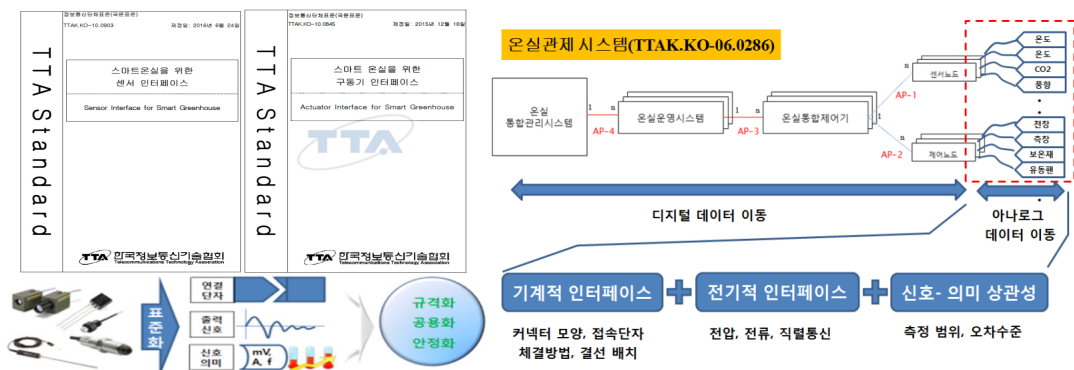 정보통신단체표준(국문표준)
TTAK.KO-10.0903 제정일: 2016년 6월 24일
TTA Standard
스마트온실을 위한
센서 인터페이스
Sensor Interface for Smart Greenhouse
TTA 한국정보통신기술협회
Telecommunications Technology Association
정보통신단체표준(국문표준)
TTAK.KO-10.0845 제정일: 2015년 12월 16일
TTA Standard
스마트 온실을 위한
구동기 인터페이스
Actuator Interface for Smart Greenhouse
TTA
TTA 한국정보통신기술협회
Telecommunications Technology Association
표준화
연결
단자
출력
신호
신호
의미
mV,
A, f
규격화
공용화
안정화
온실관제 시스템(TTAK.KO-06.0286)
온실
통합관리시스템
1
n
AP-4
온실운영시스템
1
n
AP-3
온실통합제어기
1
n
AP-1
센서노드
n
AP-2
제어노드
온도
온도
CO2
풍향
천창
측창
보온재
유동팬
디지털 데이터 이동
아나로그
데이터 이동
기계적 인터페이스
전기적 인터페이스
신호- 의미 상관성
커넥터 모양, 접속단자
체결방법, 결선 배치
전압, 전류, 직렬통신
측정 범위, 오차수준